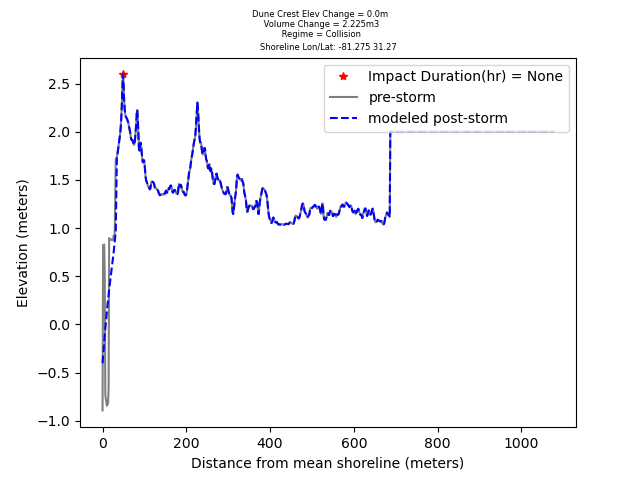 Dune Crest Elev Change = 0.0m
Volume Change = 2.225m3
Regime = Collision
Shoreline Lon/Lat: -81.275 31.27
Impact Duration(hr) = None
pre-storm
modeled post-storm
Elevation (meters)
2.5
2.0
1.5
1.0
0.5
0.0
−0.5
−1.0
0 200 400 600 800 1000
Distance from mean shoreline (meters)